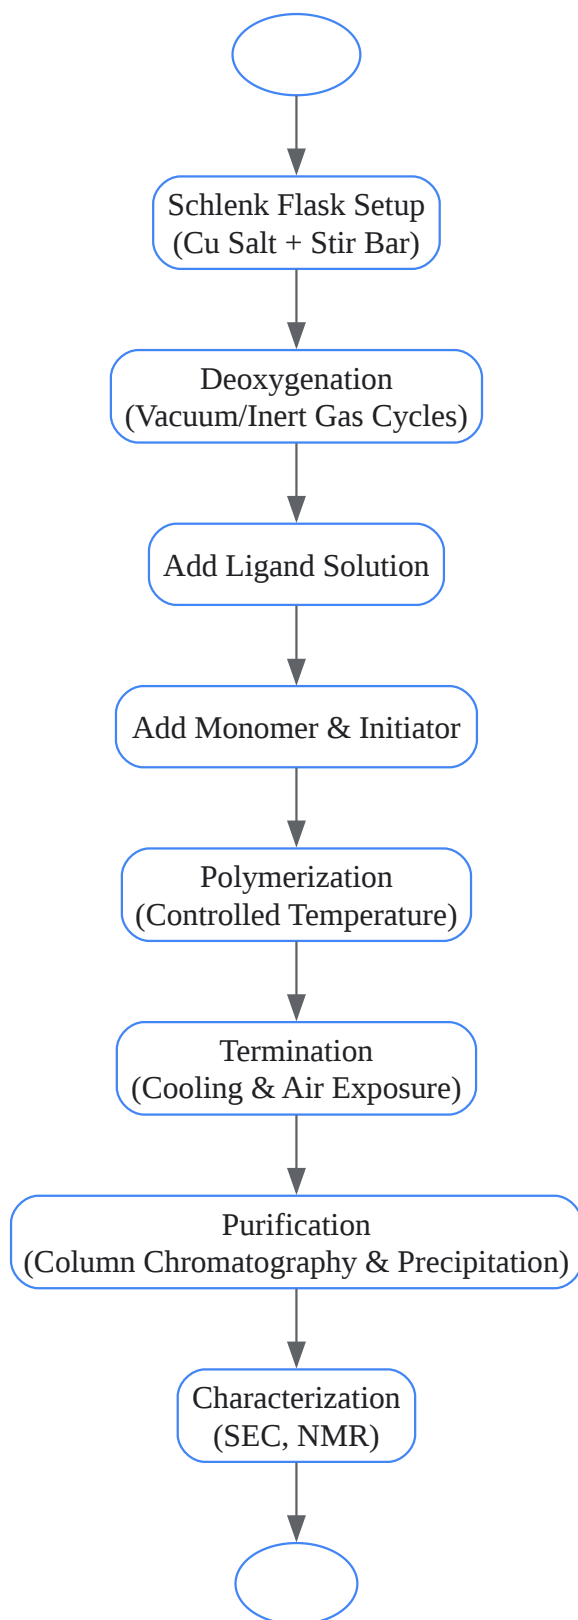 Schlenk Flask Setup
(Cu Salt + Stir Bar)
Deoxygenation
(Vacuum/Inert Gas Cycles)
Add Ligand Solution
Add Monomer & Initiator
Polymerization
(Controlled Temperature)
Termination
(Cooling & Air Exposure)
Purification
(Column Chromatography & Precipitation)
Characterization
(SEC, NMR)